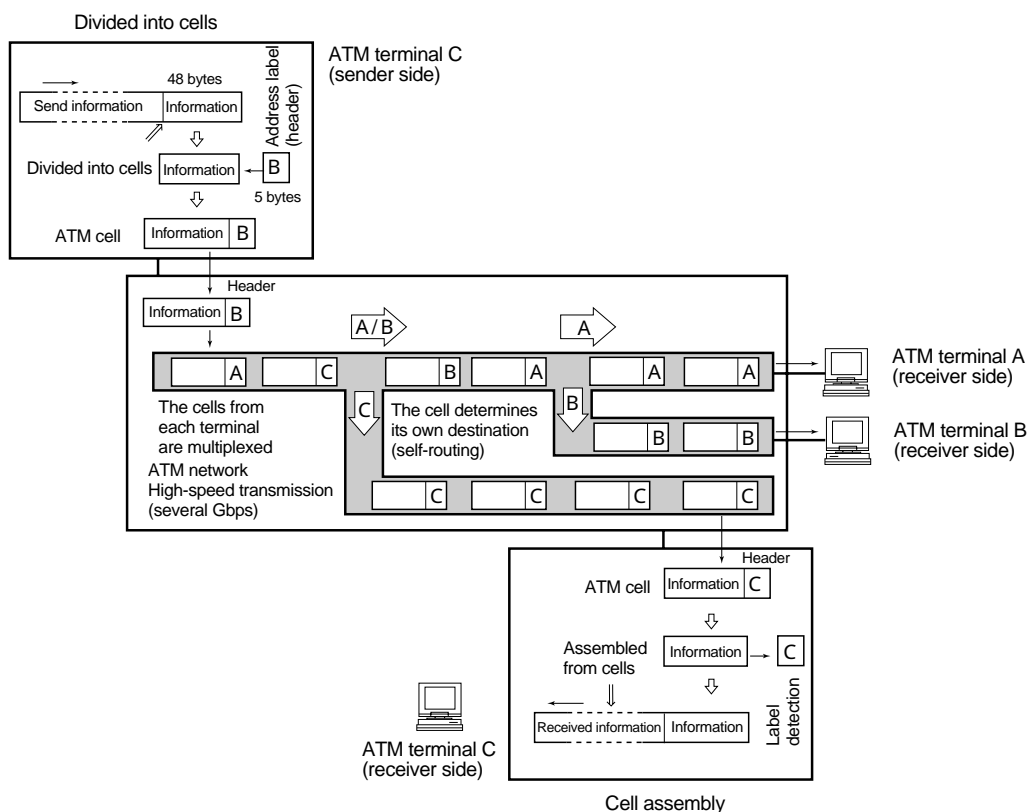 Divided into cells
ATM terminal C
(sender side)
48 bytes
Address label
(header)
Send information
Information
Divided into cells
Information
B
5 bytes
ATM cell
Information
B
Header
Information
B
A / B
A
A
C
B
A
A
A
ATM terminal A
(receiver side)
C
B
The cells from
each terminal
are multiplexed
The cell determines
its own destination
(self-routing)
B
B
ATM terminal B
(receiver side)
ATM network
High-speed transmission
(several Gbps)
C
C
C
C
Header
ATM cell
Information
C
Assembled
from cells
Information
C
Label
detection
Received information
Information
ATM terminal C
(receiver side)
Cell assembly